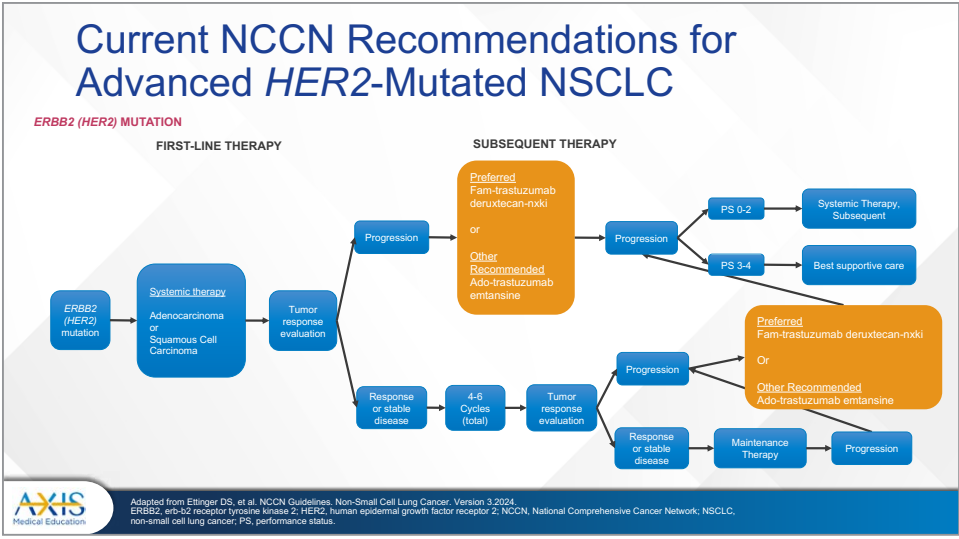 Current NCCN Recommendations for
Advanced HER2-Mutated NSCLC
ERBB2 (HER2) MUTATION
FIRST-LINE THERAPY
SUBSEQUENT THERAPY
ERBB2
(HER2)
mutation
Systemic therapy
Adenocarcinoma
or
Squamous Cell
Carcinoma
Tumor
response
evaluation
Progression
Preferred
Fam-trastuzumab
deruxtecan-nxki
or
Other
Recommended
Ado-trastuzumab
emtansine
Progression
PS 0-2
Systemic Therapy,
Subsequent
PS 3-4
Best supportive care
Response
or stable
disease
4-6
Cycles
(total)
Tumor
response
evaluation
Progression
Preferred
Fam-trastuzumab deruxtecan-nxki
Or
Other Recommended
Ado-trastuzumab emtansine
Response
or stable
disease
Maintenance
Therapy
Progression
AXIS
Medical Education
Adapted from Ettinger DS, et al. NCCN Guidelines. Non-Small Cell Lung Cancer. Version 3.2024.
ERBB2, erb-b2 receptor tyrosine kinase 2; HER2, human epidermal growth factor receptor 2; NCCN, National Comprehensive Cancer Network; NSCLC,
non-small cell lung cancer; PS, performance status.